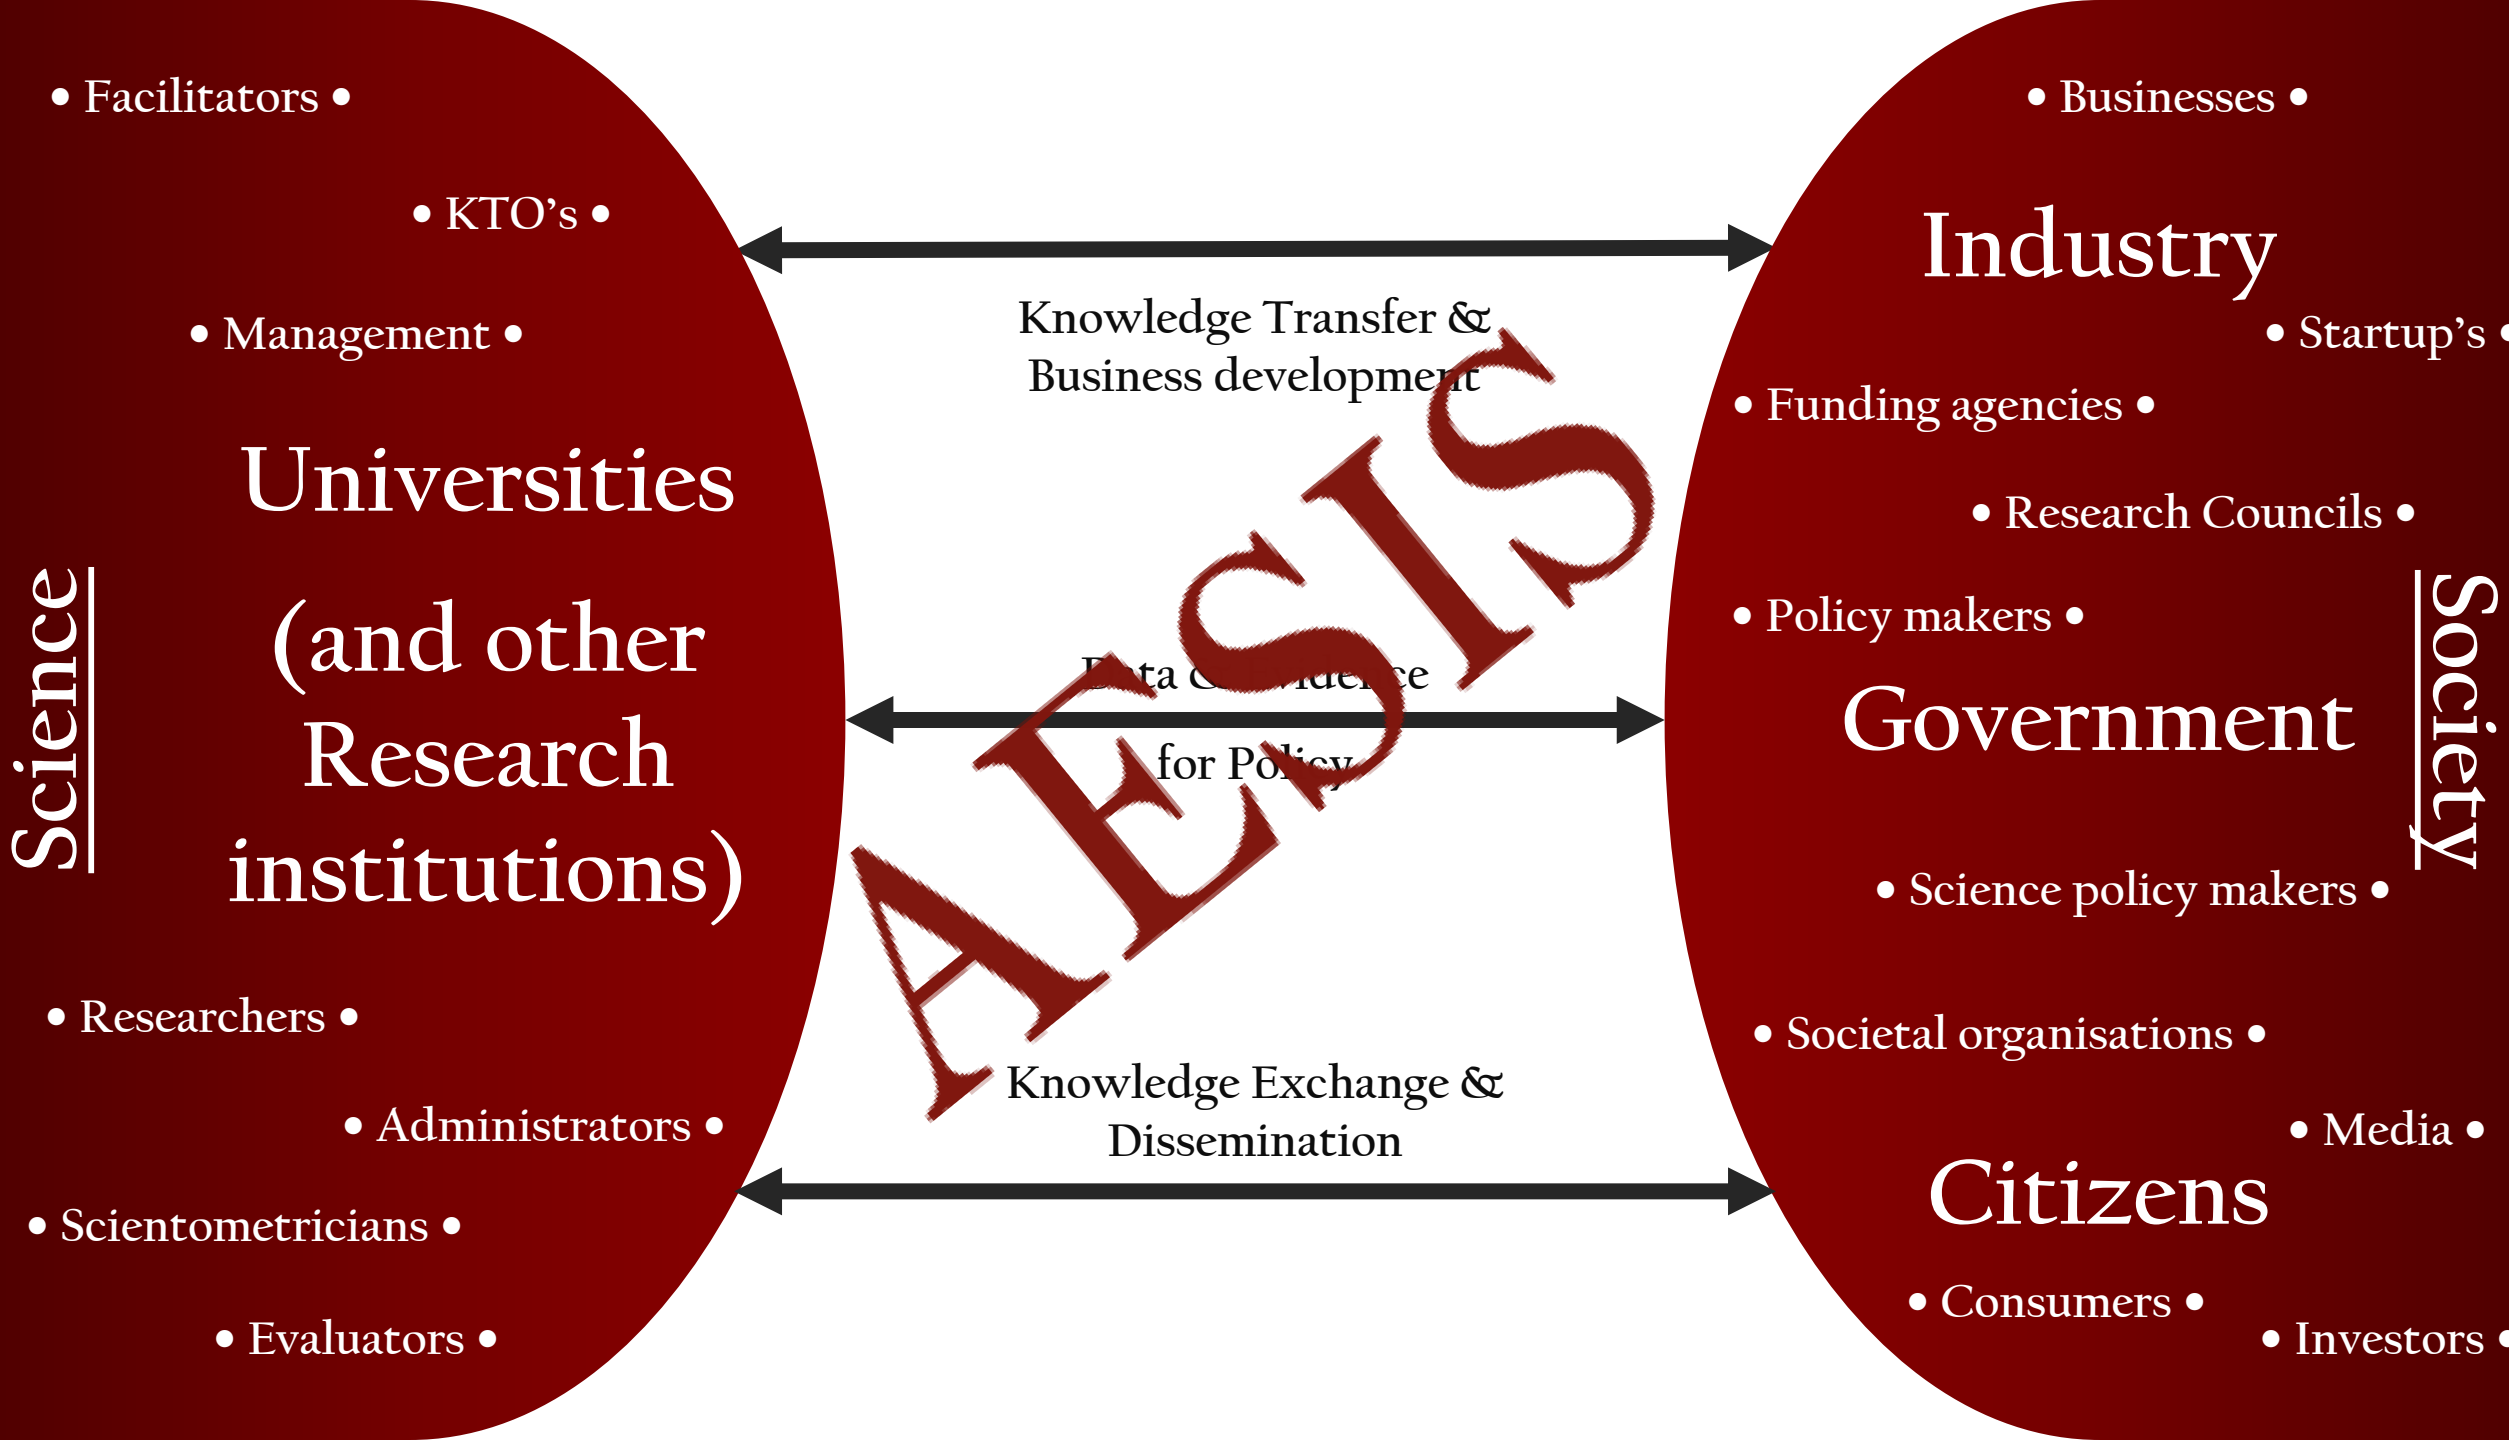 Science
• Facilitators •
• KTO's •
• Management •
Universities
(and other
Research
institutions)
• Researchers •
• Administrators •
• Scientometricians •
• Evaluators •
Knowledge Transfer &
Business development
AESIS
Data & Evidence
for Policy
Knowledge Exchange &
Dissemination
• Businesses •
Industry
• Startup's •
• Funding agencies •
• Research Councils •
• Policy makers •
Government
Society
• Science policy makers •
• Societal organisations •
• Media •
Citizens
• Consumers •
• Investors •